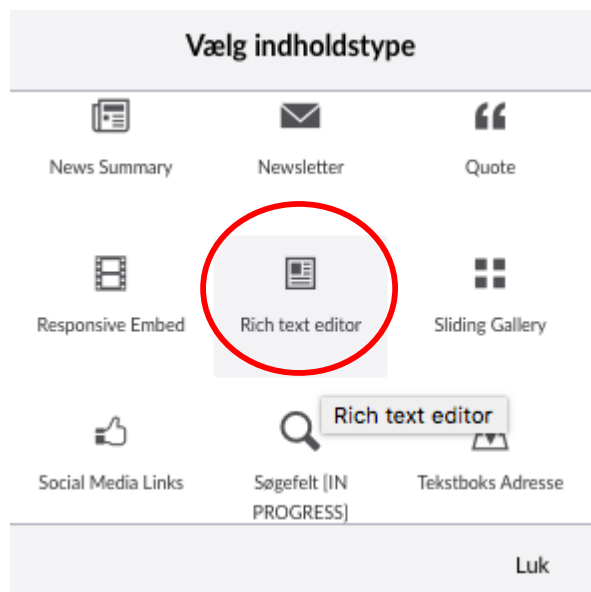 Vælg indholdstype
News Summary
Newsletter
Quote
Responsive Embed
Rich text editor
Sliding Gallery
Rich text editor
Social Media Links
Søgefelt (IN
PROGRESS)
Tekstboks Adresse
Luk